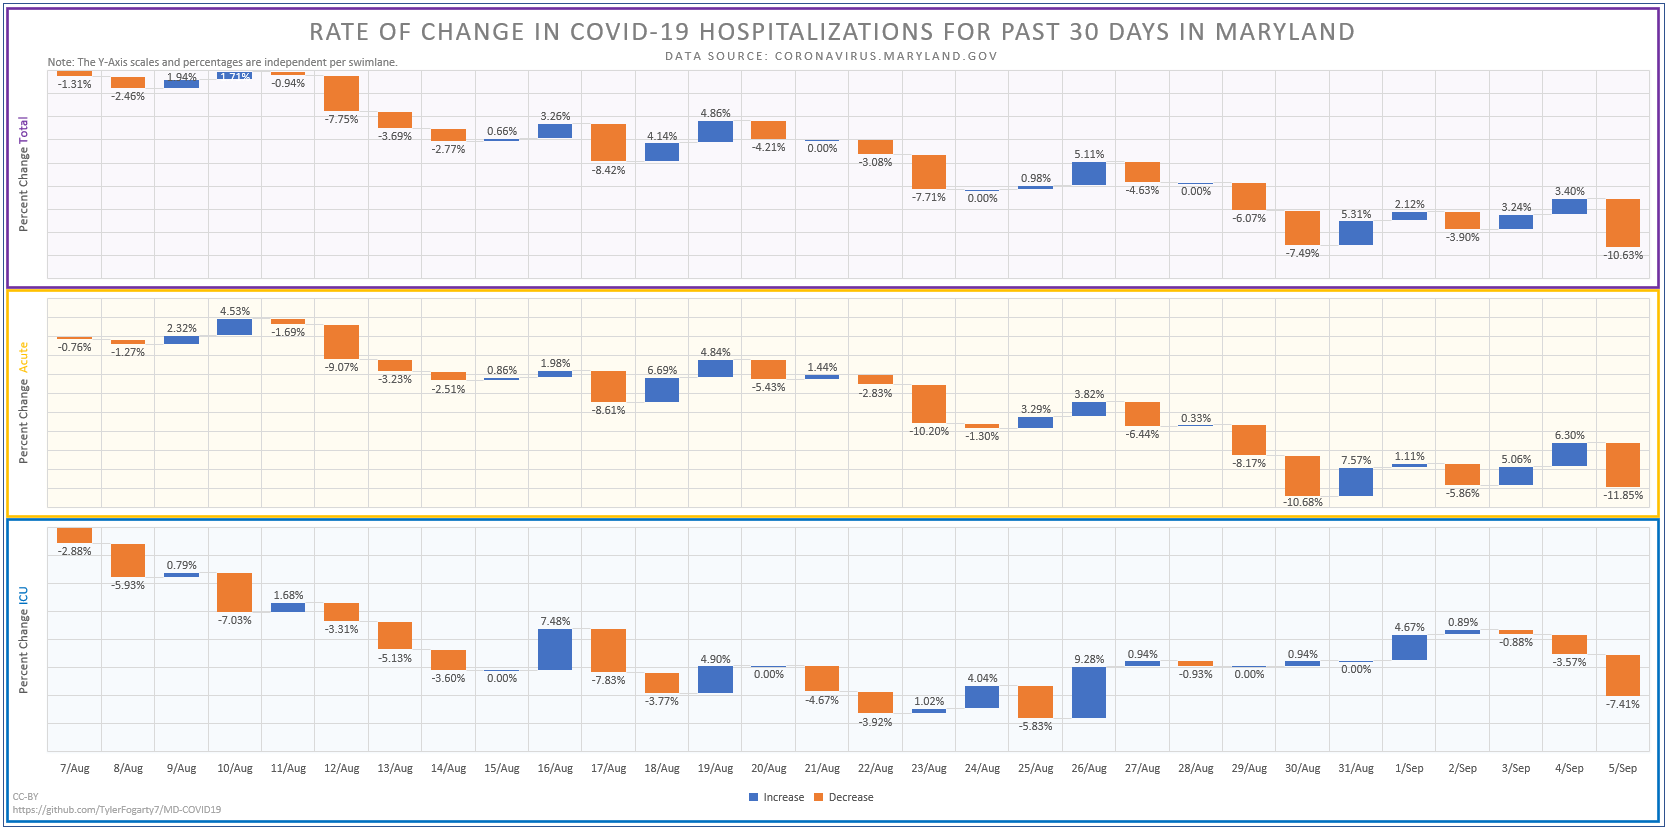 RATE OF CHANGE IN COVID-19 HOSPITALIZATIONS FOR PAST 30 DAYS IN MARYLAND
DATA SOURCE: CORONAVIRUS.MARYLAND.GOV
Note: The Y-Axis scales and percentages are independent per swimlane.
Percent Change Total
-1.31% -2.46% 1.94% 1.71% -0.94% -7.75% -3.69% -2.77% 0.66% 3.26% -8.42% 4.14% 4.86% -4.21% 0.00% -3.08% -7.71% 0.00% 0.98% 5.11% -4.63% 0.00% -6.07% -7.49% 5.31% 2.12% -3.90% 3.24% 3.40% -10.63%
Percent Change Acute
-0.76% -1.27% 2.32% 4.53% -1.69% -9.07% -3.23% -2.51% 0.86% 1.98% -8.61% 6.69% 4.84% -5.43% 1.44% -2.83% -10.20% -1.30% 3.29% 3.82% -6.44% 0.33% -8.17% -10.68% 7.57% 1.11% -5.86% 5.06% 6.30% -11.85%
Percent Change ICU
-2.88% -5.93% 0.79% -7.03% 1.68% -3.31% -5.13% -3.60% 0.00% 7.48% -7.83% -3.77% 4.90% 0.00% -4.67% -3.92% 1.02% 4.04% -5.83% 9.28% 0.94% -0.93% 0.00% 0.94% 0.00% 4.67% 0.89% -0.88% -3.57% -7.41%
7/Aug 8/Aug 9/Aug 10/Aug 11/Aug 12/Aug 13/Aug 14/Aug 15/Aug 16/Aug 17/Aug 18/Aug 19/Aug 20/Aug 21/Aug 22/Aug 23/Aug 24/Aug 25/Aug 26/Aug 27/Aug 28/Aug 29/Aug 30/Aug 31/Aug 1/Sep 2/Sep 3/Sep 4/Sep 5/Sep
Increase Decrease
CC-BY
https://github.com/TylerFogarty7/MD-COVID19